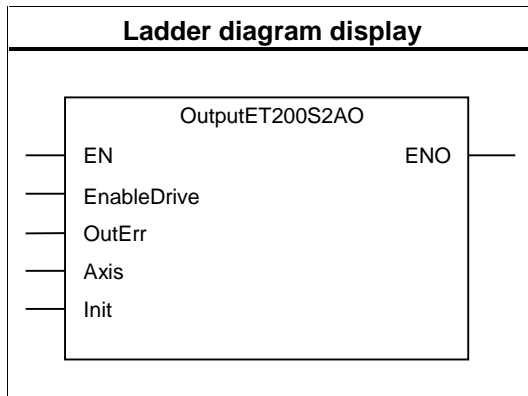 Ladder diagram display
OutputET200S2AO
EN ENO
EnableDrive
OutErr
Axis
Init